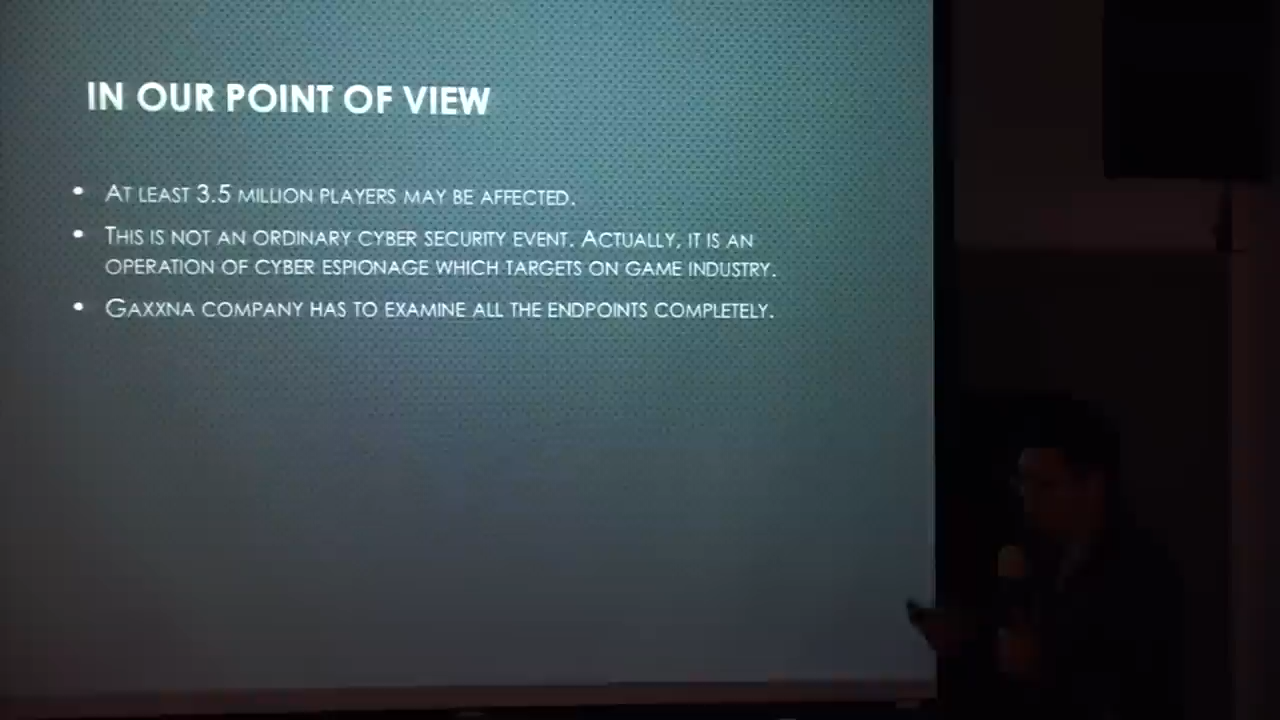 IN OUR POINT OF VIEW
• AT LEAST 3.5 MILLION PLAYERS MAY BE AFFECTED.
• THIS IS NOT AN ORDINARY CYBER SECURITY EVENT. ACTUALLY, IT IS AN
OPERATION OF CYBER ESPIONAGE WHICH TARGETS ON GAME INDUSTRY.
• GAXXNA COMPANY HAS TO EXAMINE ALL THE ENDPOINTS COMPLETELY.